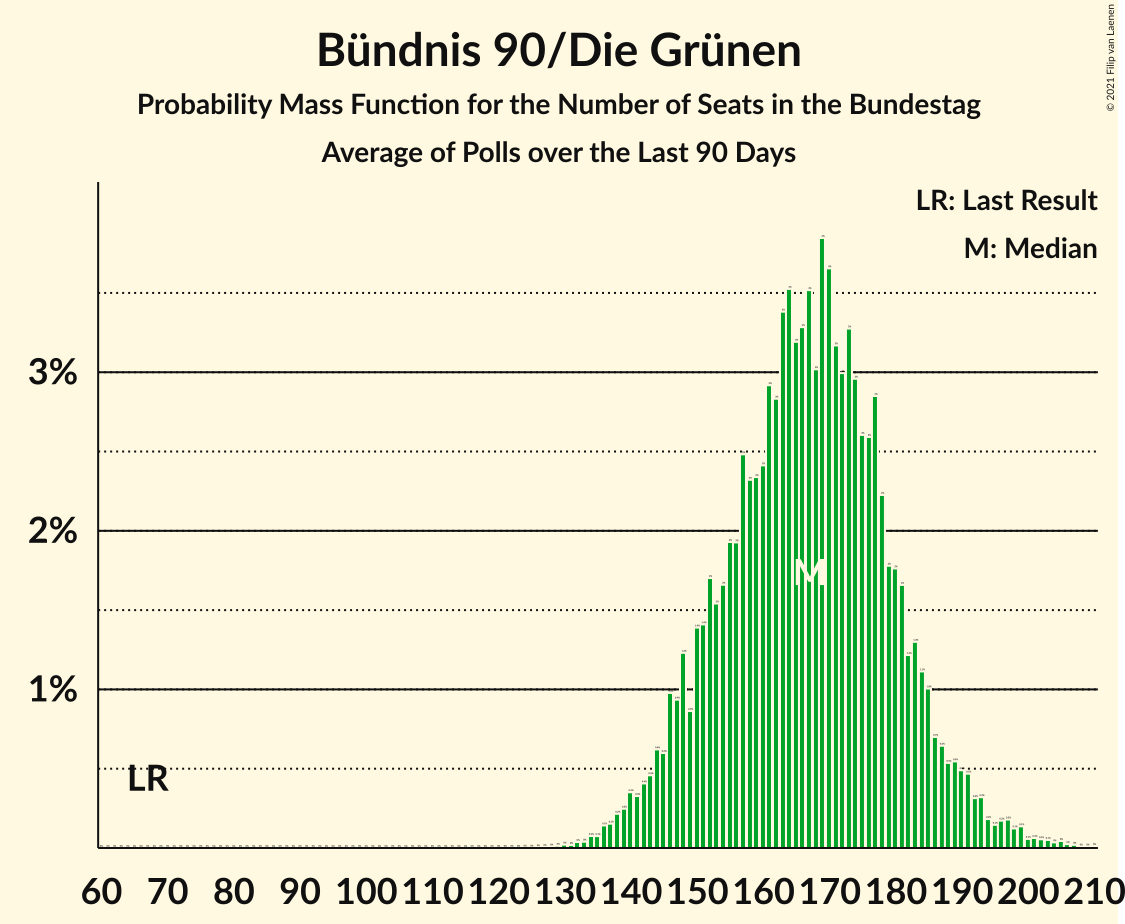 Bündnis 90/Die Grünen
Probability Mass Function for the Number of Seats in the Bundestag
Average of Polls over the Last 90 Days
© 2021 Filip van Laenen
LR: Last Result
M: Median
3%
2%
1%
M
LR
60 70 80 90 100 110 120 130 140 150 160 170 180 190 200 210